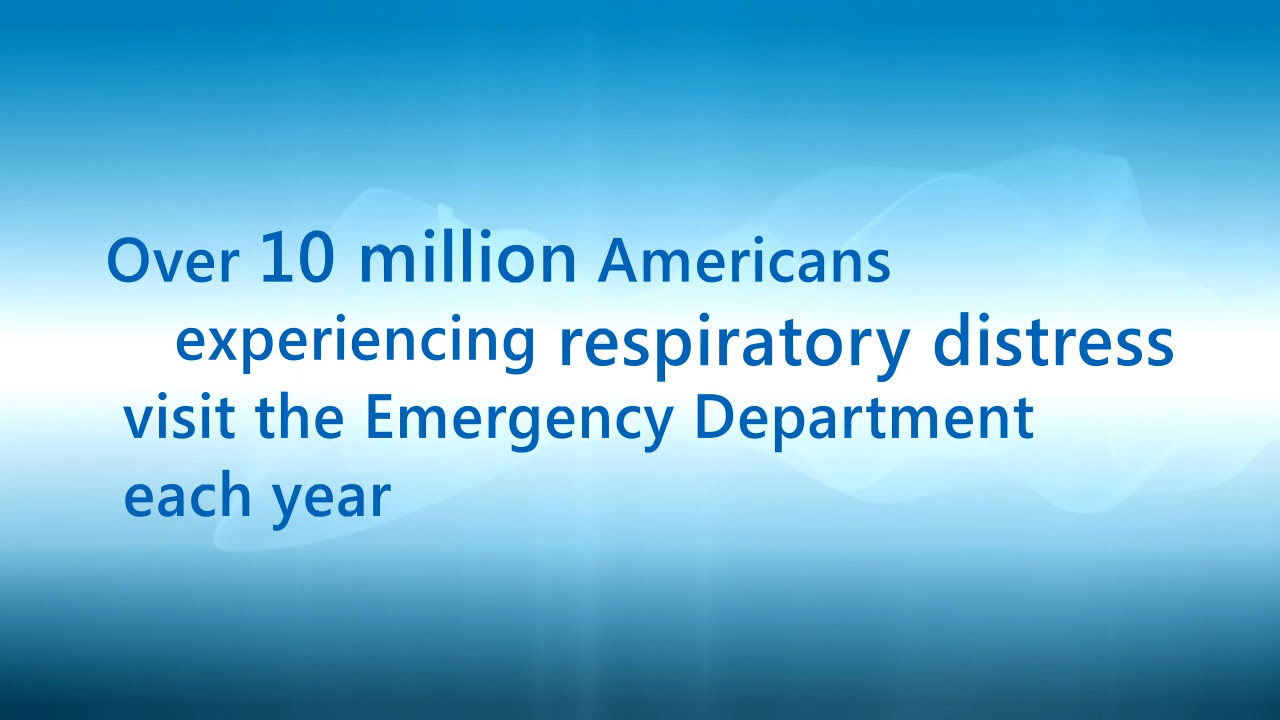 Over 10 million Americans
experiencing respiratory distress
visit the Emergency Department
each year